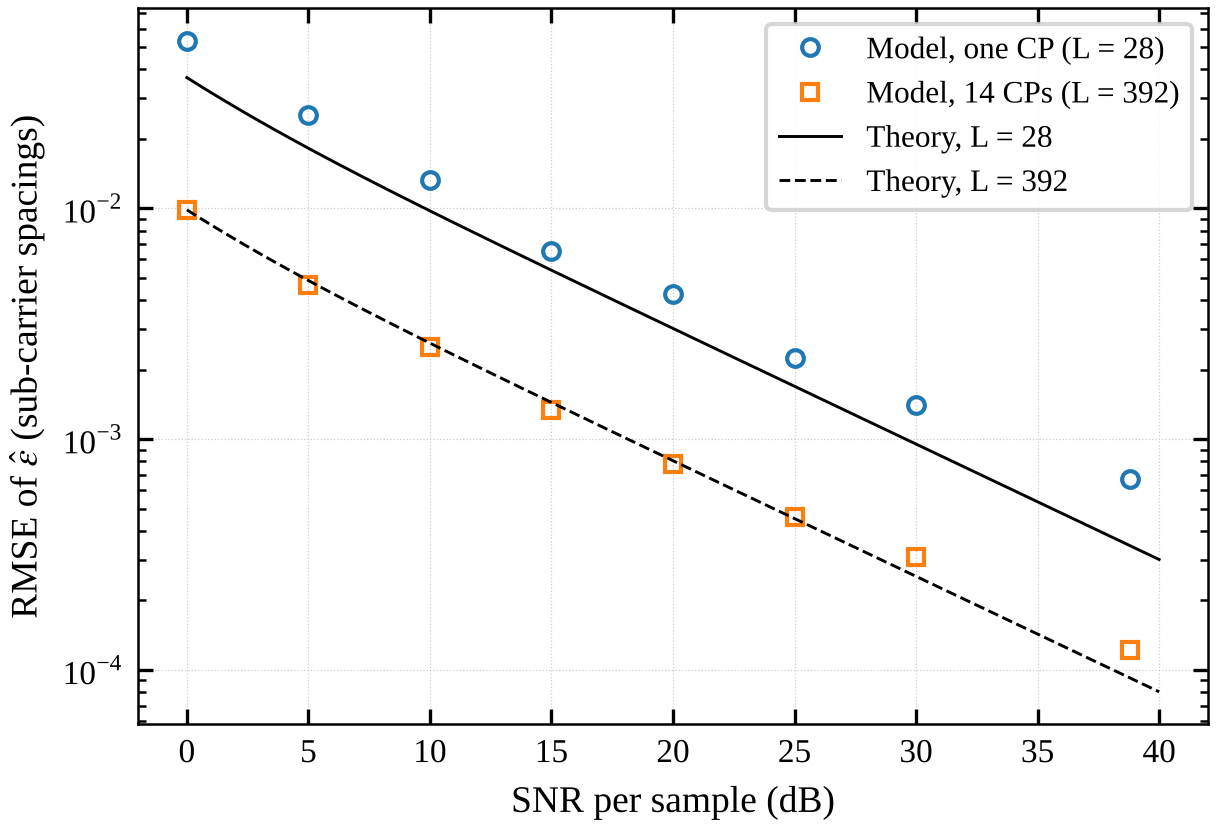 Model, one CP (L = 28)
Model, 14 CPs (L = 392)
Theory, L = 28
Theory, L = 392
RMSE of ε̂ (sub-carrier spacings)
10⁻²
10⁻³
10⁻⁴
0 5 10 15 20 25 30 35 40
SNR per sample (dB)